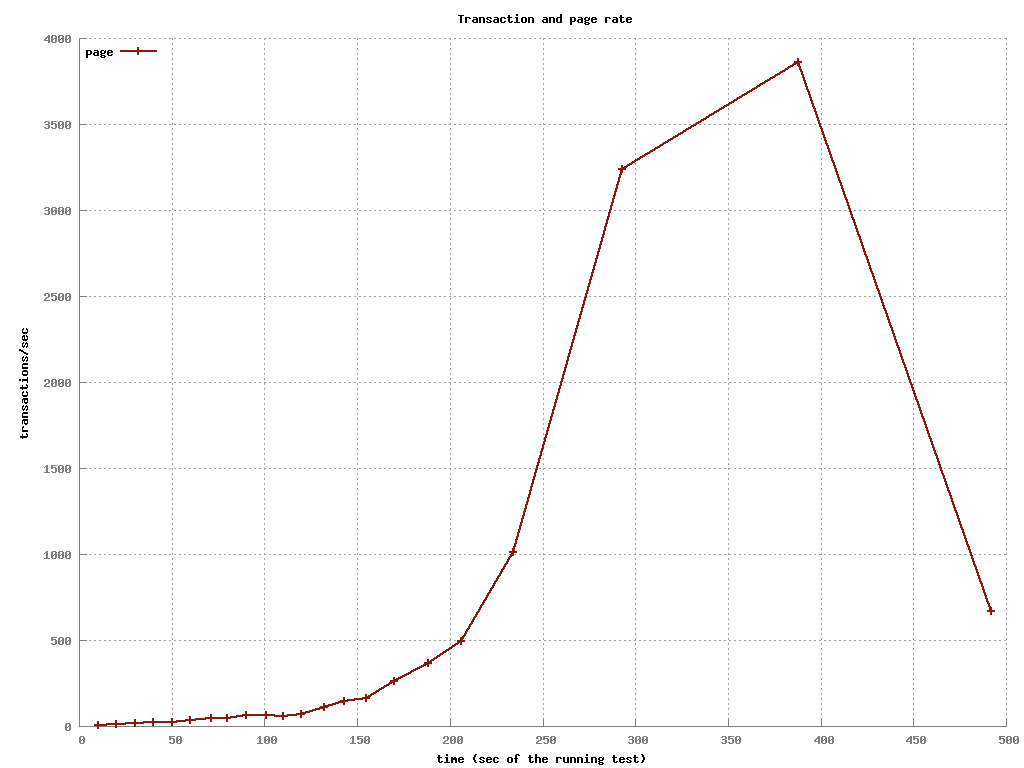 Transaction and page rate
page
4000
3500
3000
2500
2000
1500
1000
500
0
transactions/sec
0 50 100 150 200 250 300 350 400 450 500
time (sec of the running test)